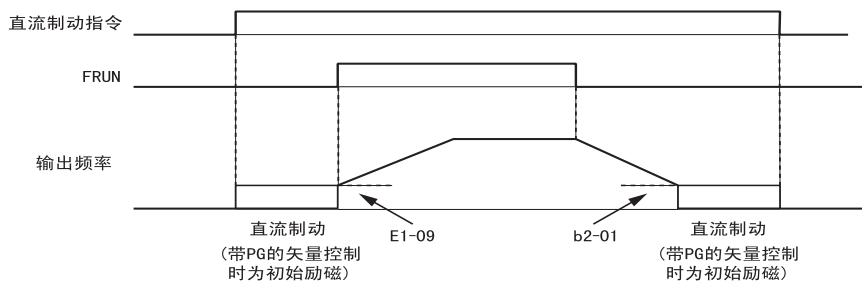 直流制动指令
FRUN
输出频率
E1-09
b2-01
直流制动
(带PG的矢量控制
时为初始励磁)
直流制动
(带PG的矢量控制
时为初始励磁)